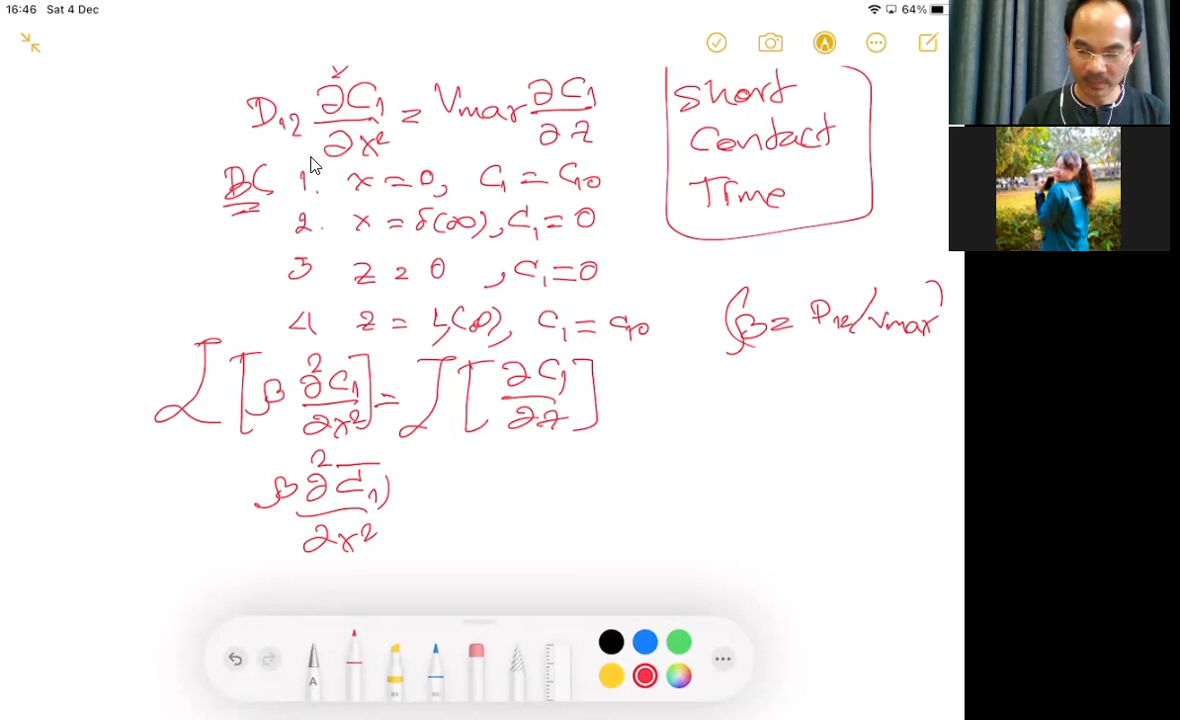 16:46 Sat 4 Dec
64%
D₁₂ ∂²C₁/∂x² = Vmax ∂C₁/∂z
Short
Contact
Time
BC 1. x = 0, C₁ = C₁₀
2. x = δ(∞), C₁ = 0
3 z = 0, C₁ = 0
4 z = L(∞), C₁ = C₁₀
(β = D₁₂/Vmax)
ℒ[β ∂²C₁/∂x²] = ℒ[∂C₁/∂z]
β ∂²C̅₁/∂x²
A